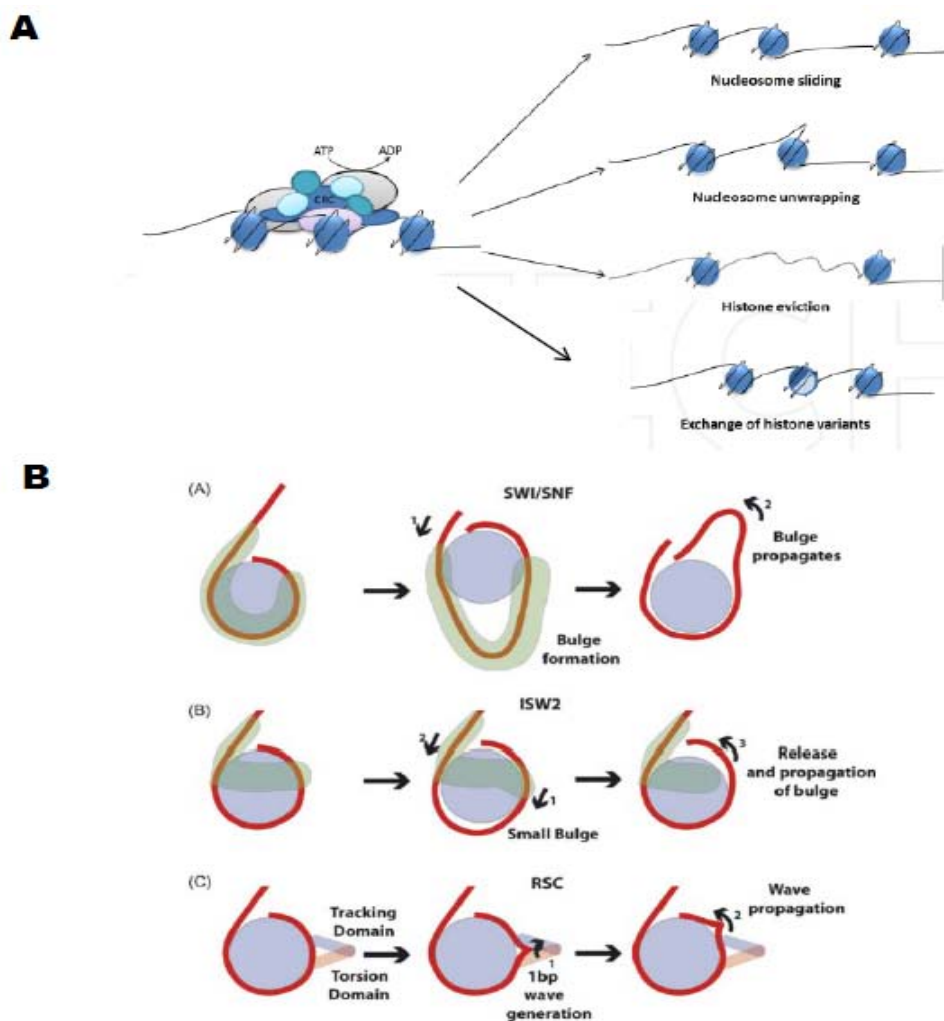 A
ATP
ADP
CRC
Nucleosome sliding
Nucleosome unwrapping
Histone eviction
Exchange of histone variants
B
(A)
SWI/SNF
1
2
Bulge
propagates
Bulge
formation
(B)
ISW2
2
1
Small Bulge
3
Release
and propagation
of bulge
(C)
RSC
Tracking
Domain
Torsion
Domain
1
1bp
wave
generation
Wave
propagation
2